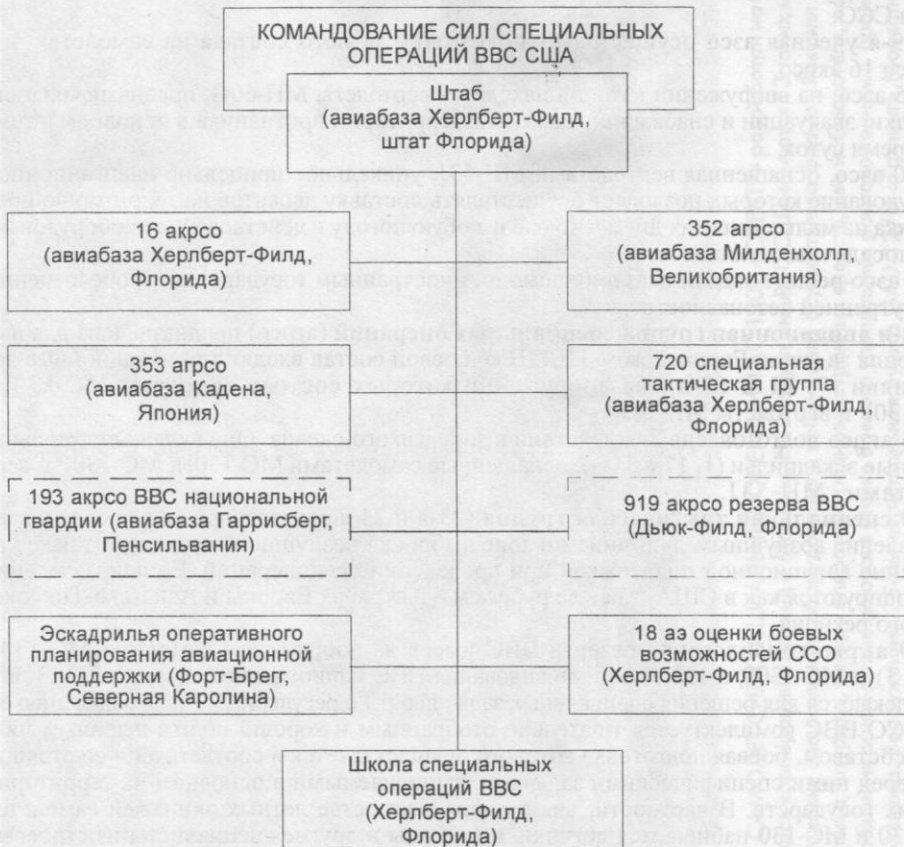 КОМАНДОВАНИЕ СИЛ СПЕЦИАЛЬНЫХ
ОПЕРАЦИЙ ВВС США
Штаб
(авиабаза Херлберт-Филд,
штат Флорида)
16 акрсо
(авиабаза Херлберт-Филд,
Флорида)
352 агрсо
(авиабаза Милденхолл,
Великобритания)
353 агрсо
(авиабаза Кадена,
Япония)
720 специальная
тактическая группа
(авиабаза Херлберт-Филд,
Флорида)
193 акрсо ВВС национальной
гвардии (авиабаза Гаррисберг,
Пенсильвания)
919 акрсо резерва ВВС
(Дьюк-Филд, Флорида)
Эскадрилья оперативного
планирования авиационной
поддержки (Форт-Брегг,
Северная Каролина)
18 аэ оценки боевых
возможностей ССО
(Херлберт-Филд, Флорида)
Школа специальных
операций ВВС
(Херлберт-Филд,
Флорида)